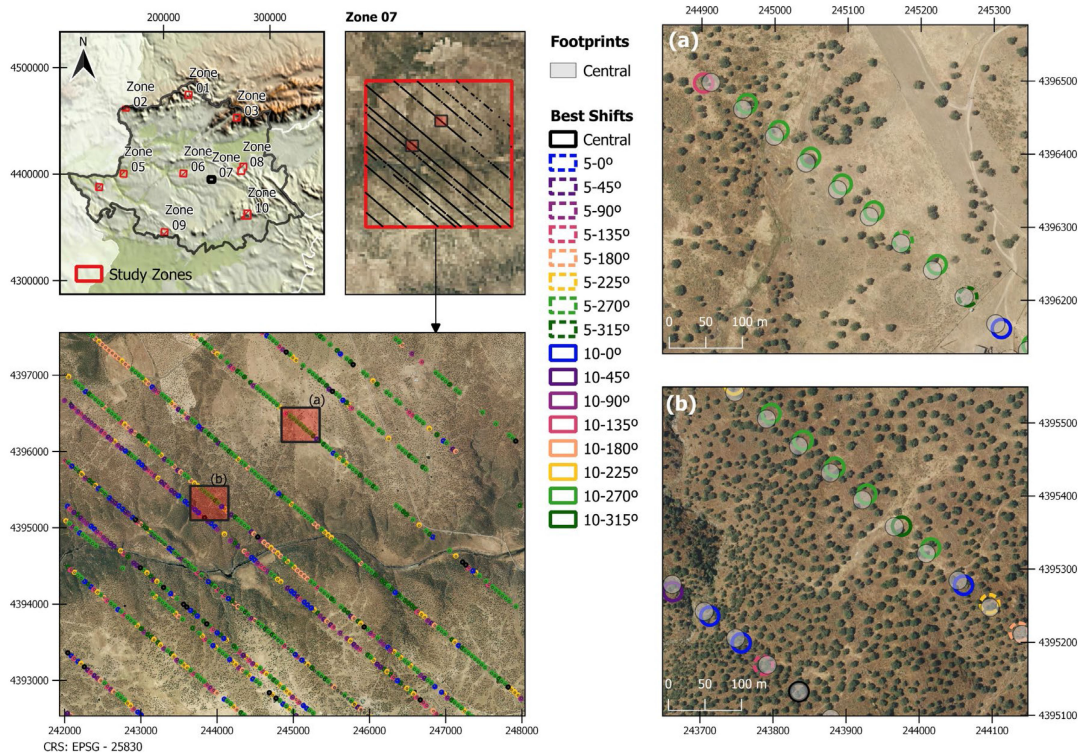 200000
300000
4500000
4400000
4300000
N
Zone
01
Zone
02
Zone
03
Zone
05
Zone
06
Zone
07
Zone
08
Zone
09
Zone
10
Study Zones
Zone 07
4397000
4396000
4395000
4394000
4393000
(a)
(b)
242000
243000
244000
245000
246000
247000
248000
CRS: EPSG - 25830
Footprints
Central
Best Shifts
Central
5-0º
5-45º
5-90º
5-135º
5-180º
5-225º
5-270º
5-315º
10-0º
10-45º
10-90º
10-135º
10-180º
10-225º
10-270º
10-315º
244900
245000
245100
245200
245300
(a)
4396500
4396400
4396300
4396200
0
50
100 m
(b)
4395500
4395400
4395300
4395200
4395100
0
50
100 m
243700
243800
243900
244000
244100